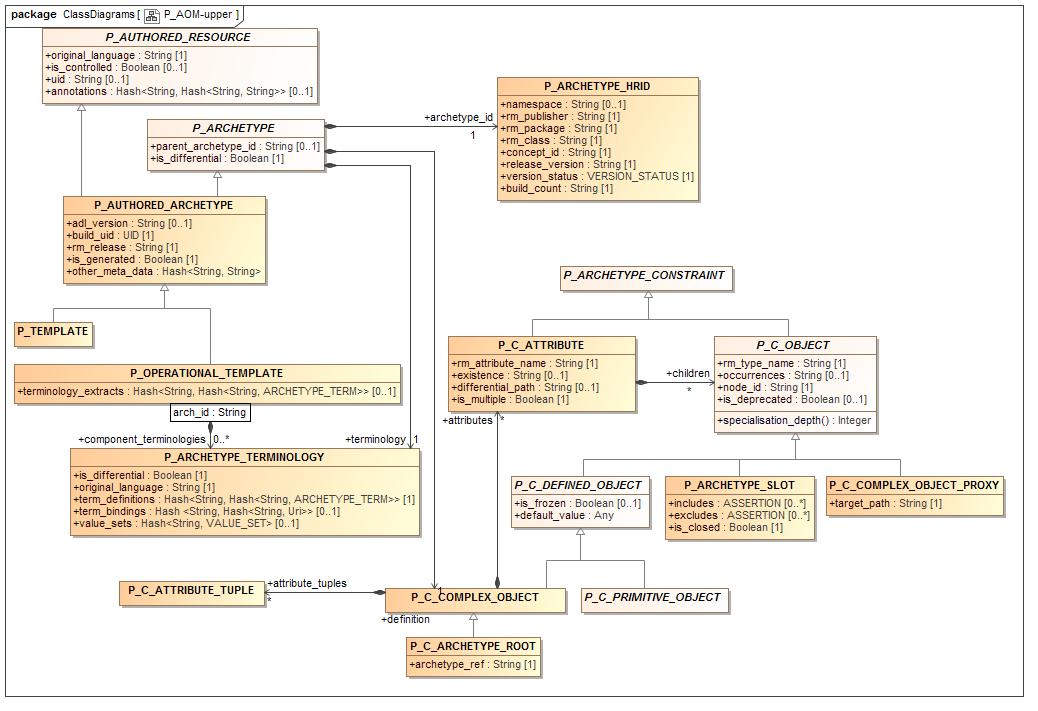 package ClassDiagrams [ P_AOM-upper ]
P_AUTHORED_RESOURCE
+original_language : String [1]
+is_controlled : Boolean [0..1]
+uid : String [0..1]
+annotations : Hash<String, Hash<String, String>> [0..1]
P_ARCHETYPE
+parent_archetype_id : String [0..1]
+is_differential : Boolean [1]
+archetype_id
1
P_ARCHETYPE_HRID
+namespace : String [0..1]
+rm_publisher : String [1]
+rm_package : String [1]
+rm_class : String [1]
+concept_id : String [1]
+release_version : String [1]
+version_status : VERSION_STATUS [1]
+build_count : String [1]
P_AUTHORED_ARCHETYPE
+adl_version : String [0..1]
+build_uid : UID [1]
+rm_release : String [1]
+is_generated : Boolean [1]
+other_meta_data : Hash<String, String>
P_TEMPLATE
P_OPERATIONAL_TEMPLATE
+terminology_extracts : Hash<String, Hash<String, ARCHETYPE_TERM>> [0..1]
arch_id : String
+component_terminologies 0..*
+terminology 1
P_ARCHETYPE_TERMINOLOGY
+is_differential : Boolean [1]
+original_language : String [1]
+term_definitions : Hash<String, Hash<String, ARCHETYPE_TERM>> [1]
+term_bindings : Hash <String, Hash<String, Uri>> [0..1]
+value_sets : Hash<String, VALUE_SET> [0..1]
P_ARCHETYPE_CONSTRAINT
P_C_ATTRIBUTE
+rm_attribute_name : String [1]
+existence : String [0..1]
+differential_path : String [0..1]
+is_multiple : Boolean [1]
+children
*
P_C_OBJECT
+rm_type_name : String [1]
+occurrences : String [0..1]
+node_id : String [1]
+is_deprecated : Boolean [0..1]
+specialisation_depth() : Integer
+attributes *
P_C_DEFINED_OBJECT
+is_frozen : Boolean [0..1]
+default_value : Any
P_ARCHETYPE_SLOT
+includes : ASSERTION [0..*]
+excludes : ASSERTION [0..*]
+is_closed : Boolean [1]
P_C_COMPLEX_OBJECT_PROXY
+target_path : String [1]
P_C_ATTRIBUTE_TUPLE
+attribute_tuples
*
1
P_C_COMPLEX_OBJECT
+definition
P_C_PRIMITIVE_OBJECT
P_C_ARCHETYPE_ROOT
+archetype_ref : String [1]